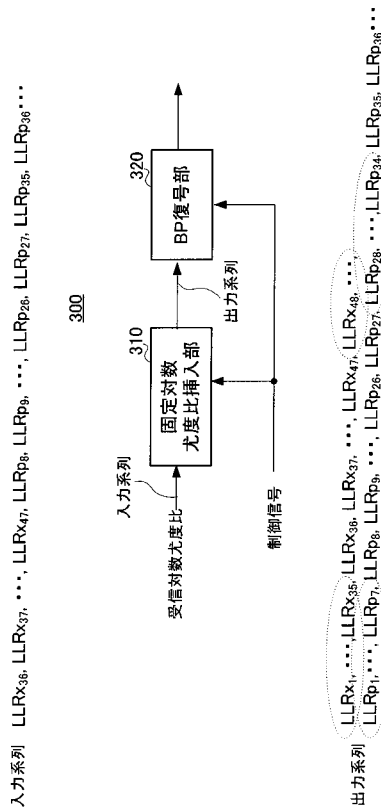 入力系列 LLRx36, LLRx37, ･･･, LLRx47, LLRp8, LLRp9, ･･･, LLRp26, LLRp27, LLRp35, LLRp36 ･･･
300
受信対数尤度比
入力系列
310
固定対数
尤度比挿入部
出力系列
320
BP復号部
制御信号
出力系列
LLRx1, ･･･, LLRx35, LLRx36, LLRx37, ･･･, LLRx47, LLRx48, ･･･,
LLRp1, ･･･, LLRp7, LLRp8, LLRp9, ･･･, LLRp26, LLRp27, LLRp28, ･･･, LLRp34, LLRp35, LLRp36 ･･･